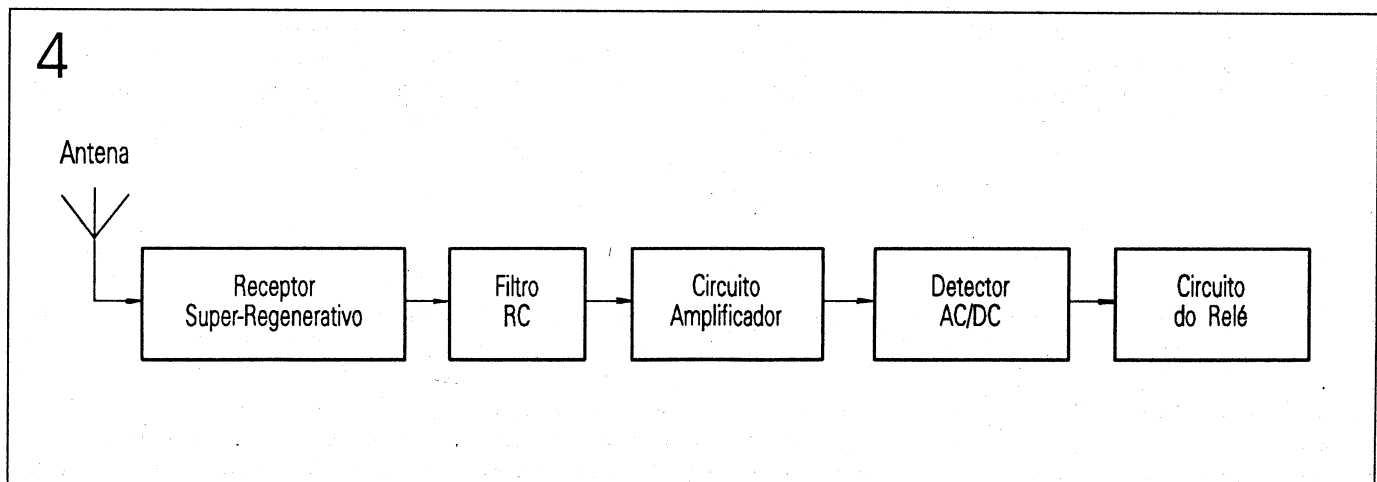 4
Antena
Receptor
Super-Regenerativo
Filtro
RC
Circuito
Amplificador
Detector
AC/DC
Circuito
do Relé